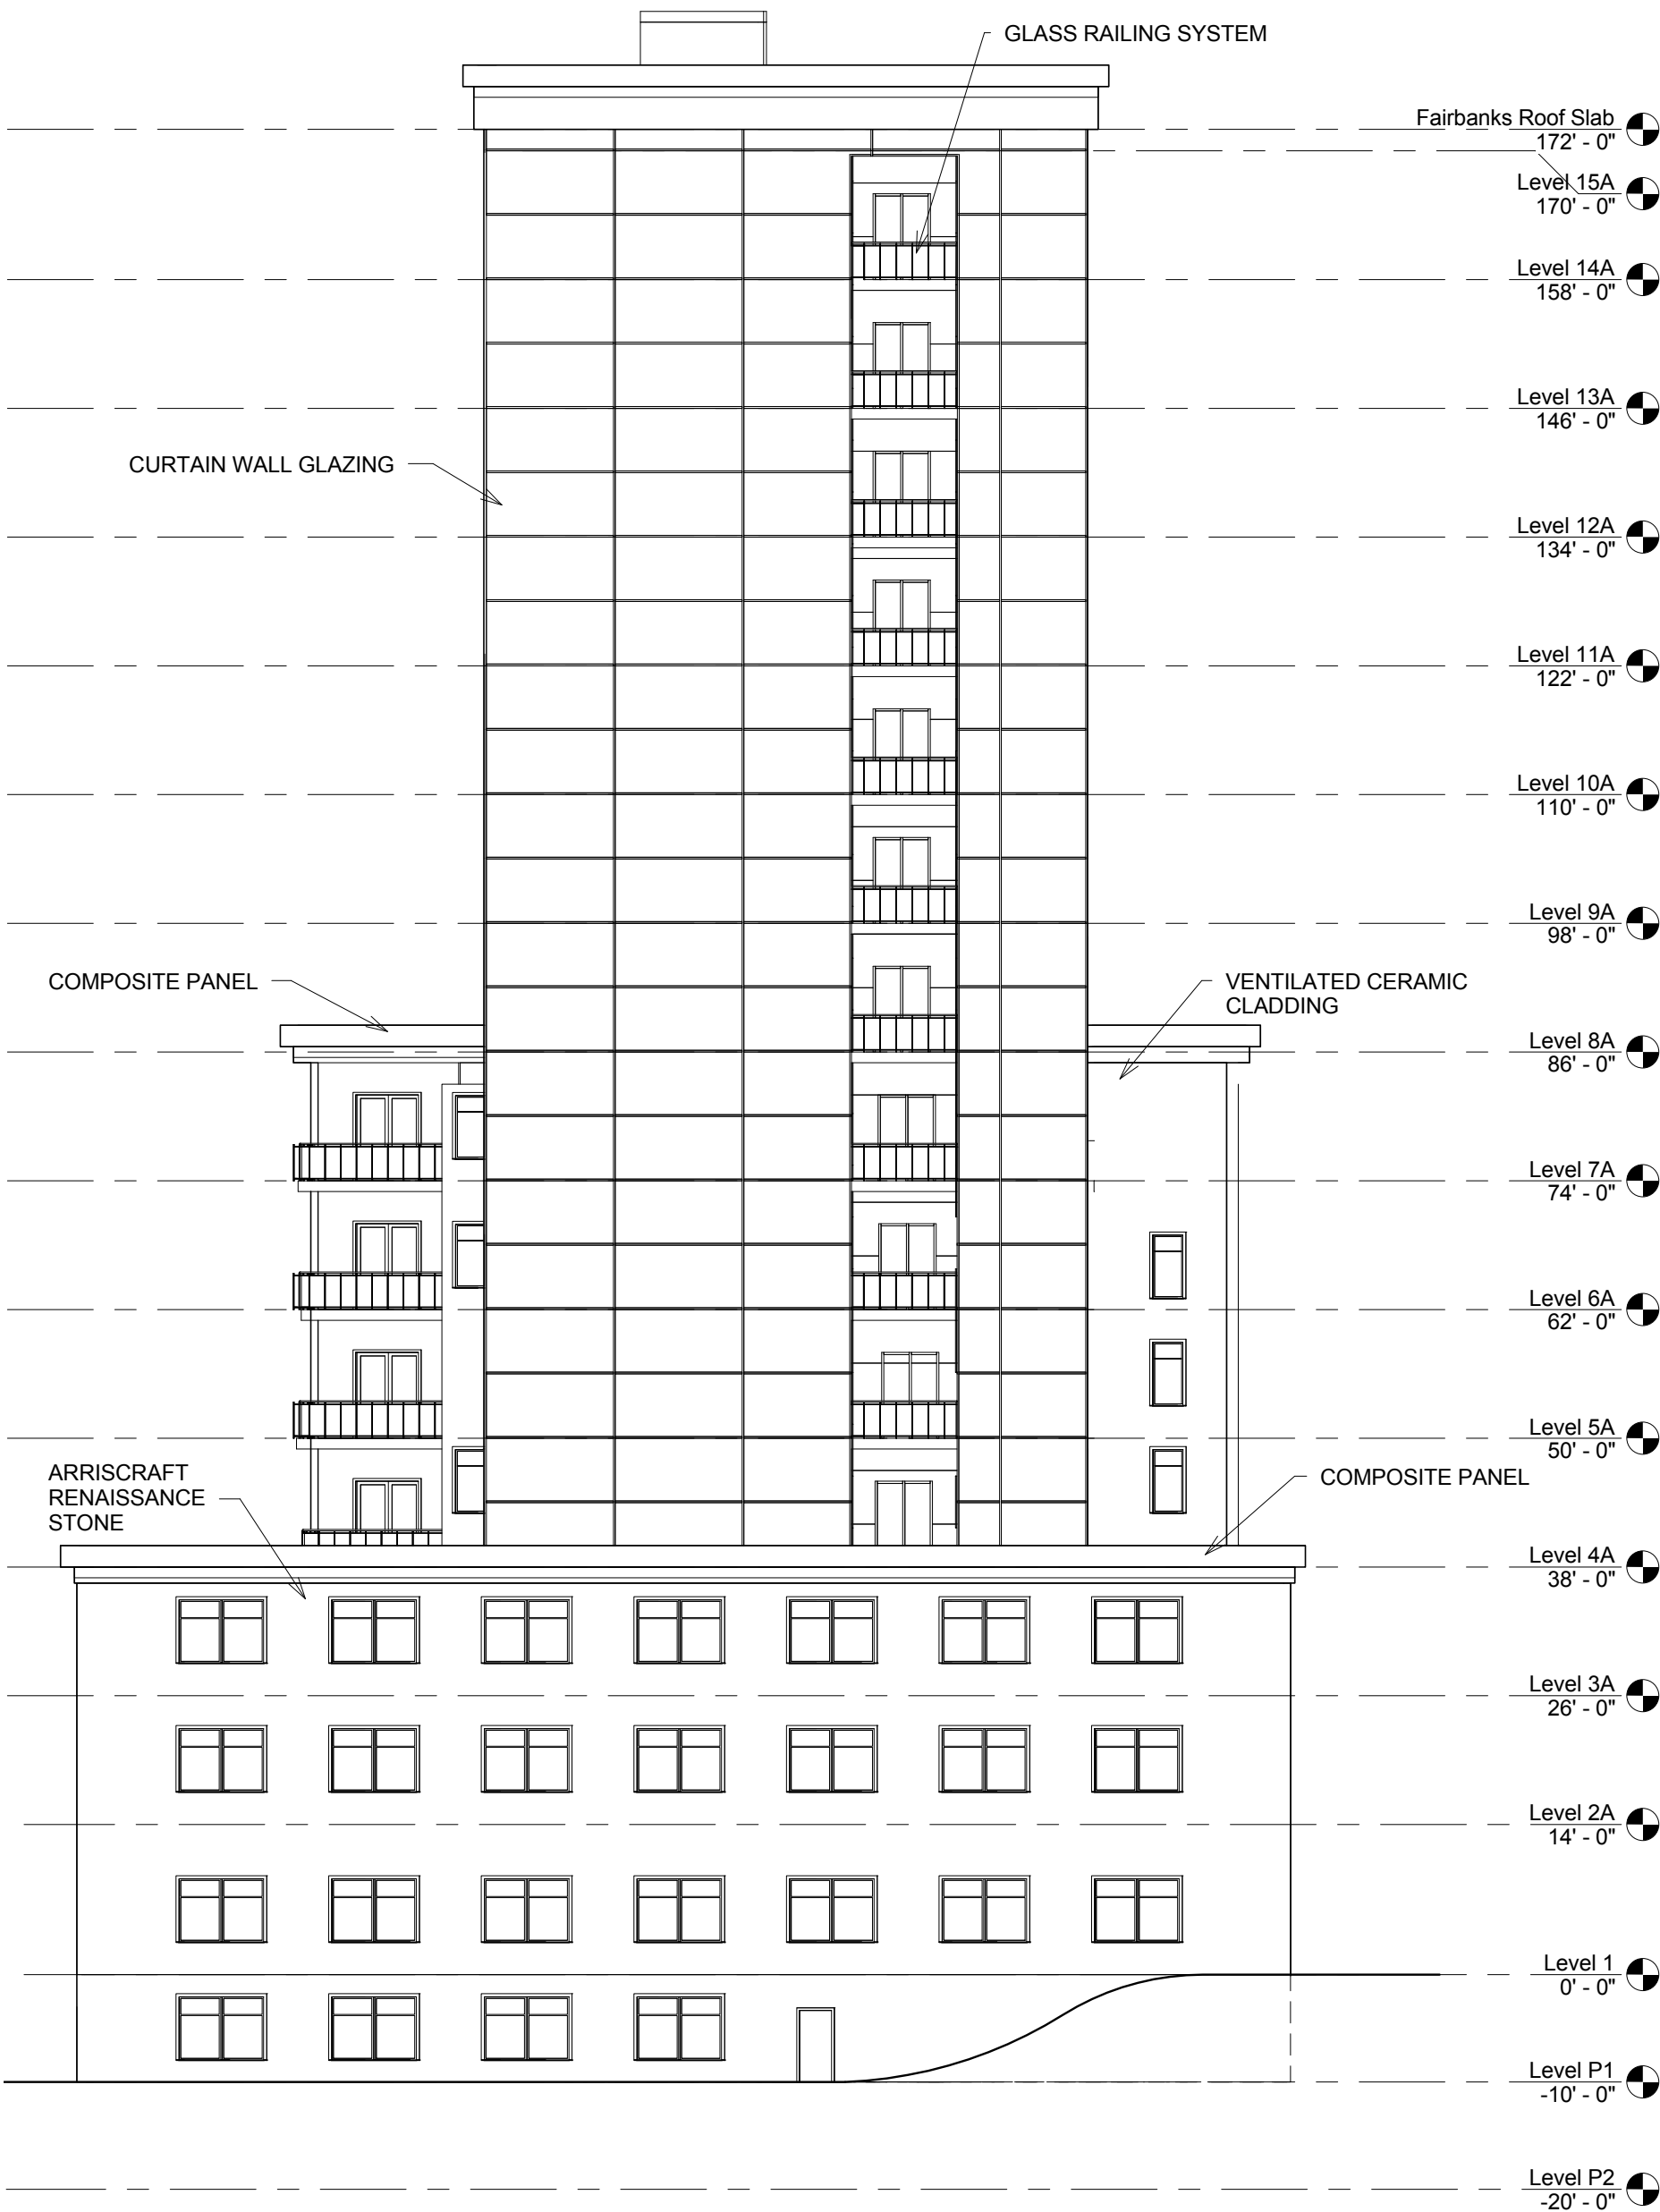 GLASS RAILING SYSTEM
Fairbanks Roof Slab
172' - 0"
Level 15A
170' - 0"
Level 14A
158' - 0"
Level 13A
146' - 0"
CURTAIN WALL GLAZING
Level 12A
134' - 0"
Level 11A
122' - 0"
Level 10A
110' - 0"
Level 9A
98' - 0"
COMPOSITE PANEL
VENTILATED CERAMIC
CLADDING
Level 8A
86' - 0"
Level 7A
74' - 0"
Level 6A
62' - 0"
Level 5A
50' - 0"
ARRISCRAFT
RENAISSANCE
STONE
COMPOSITE PANEL
Level 4A
38' - 0"
Level 3A
26' - 0"
Level 2A
14' - 0"
Level 1
0' - 0"
Level P1
-10' - 0"
Level P2
-20' - 0"